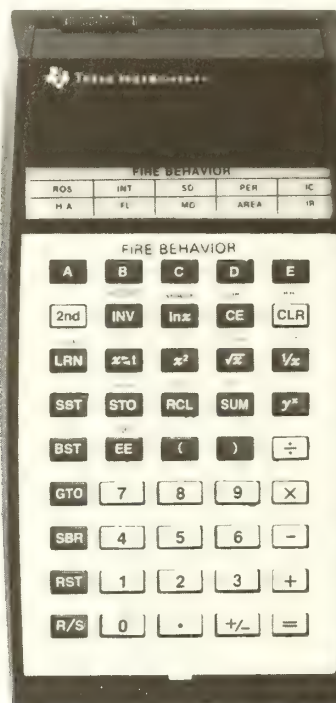 Texas Instruments
FIRE BEHAVIOR
ROS INT SD PER IC
H A FL MD AREA IR
FIRE BEHAVIOR
A B C D E
2nd INV lnx CE CLR
LRN x⇄t x² √x 1/x
SST STO RCL SUM yˣ
BST EE ( ) ÷
GTO 7 8 9 ×
SBR 4 5 6 −
RST 1 2 3 +
R/S 0 . +/− =